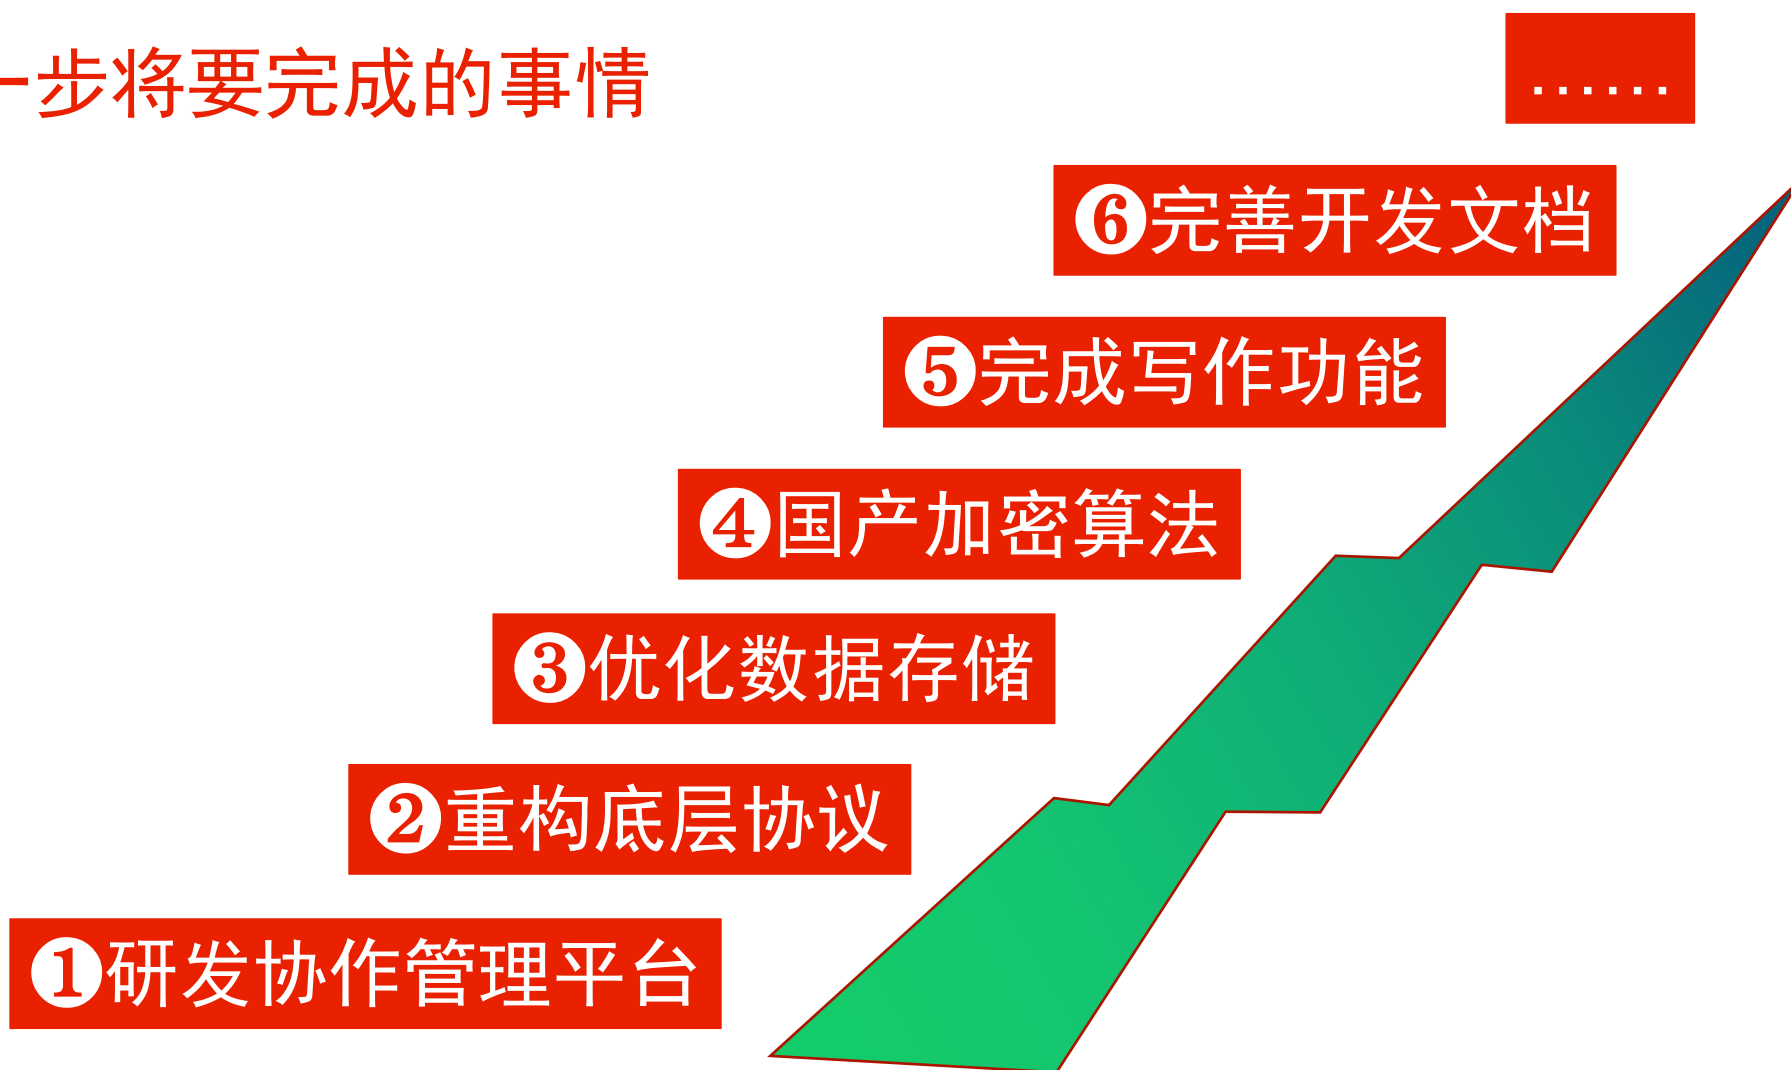 一步将要完成的事情
......
❻完善开发文档
❺完成写作功能
❹国产加密算法
❸优化数据存储
❷重构底层协议
❶研发协作管理平台